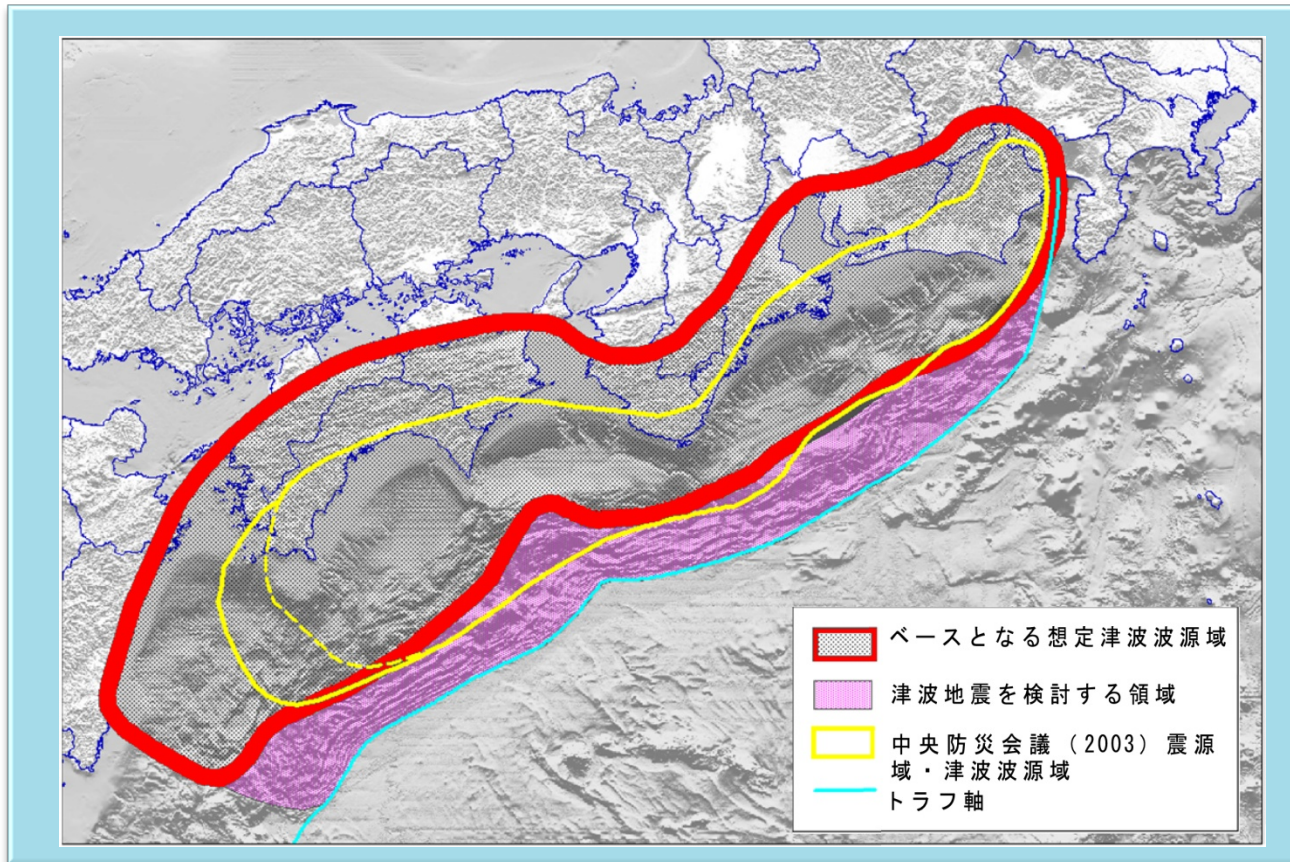 ベースとなる想定津波波源域
津波地震を検討する領域
中央防災会議(2003)震源
域・津波波源域
トラフ軸